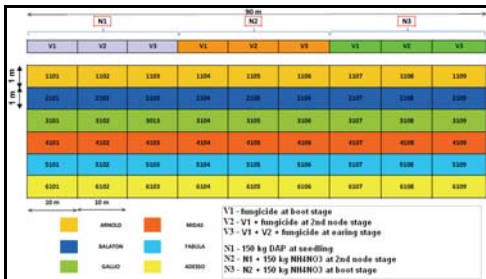 90 m
N1 N2 N3
V1 V2 V3 V1 V2 V3 V1 V2 V3
1 m
1101 1102 1103 1104 1105 1106 1107 1108 1109
1 m
2101 2102 2103 2104 2105 2106 2107 2108 2109
3101 3102 3013 3104 3105 3106 3107 3108 3109
4101 4102 4103 4104 4105 4106 4107 4108 4109
5101 5102 5103 5104 5105 5106 5107 5108 5109
6101 6102 6103 6104 6105 6106 6107 6108 6109
10 m 10 m
ARNOLD MIDAS
BALATON FABULA
GALLIO ADESSO
V1 - fungicide at boot stage
V2 - V1 + fungicide at 2nd node stage
V3 - V1 + V2 + fungicide at earing stage
N1 - 150 kg DAP at seedling
N2 - N1 + 150 kg NH4NO3 at 2nd node stage
N3 - N2 + 150 kg NH4NO3 at boot stage